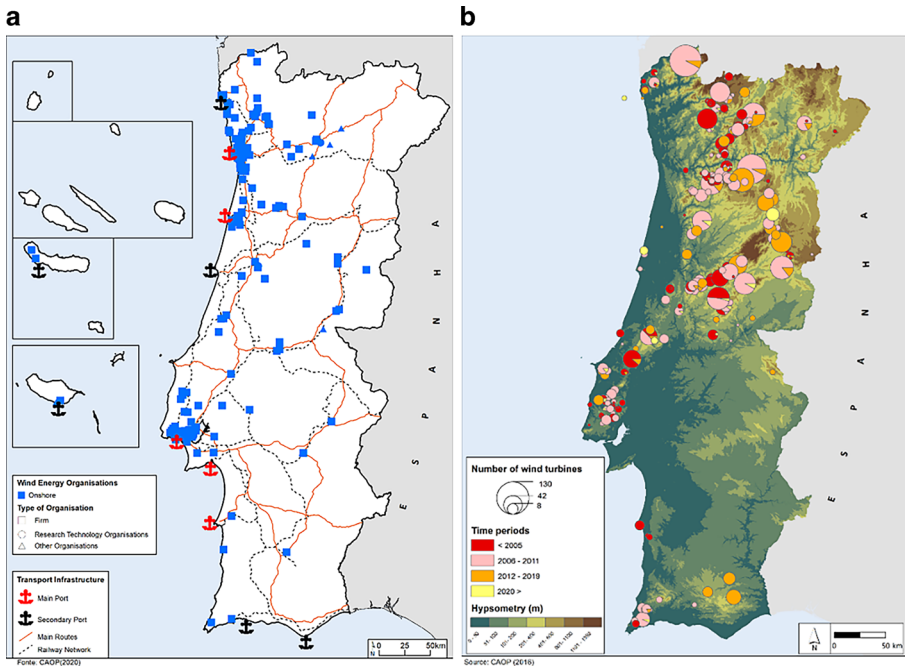 a
b
E S P A N H A
N
0 25 50km
Wind Energy Organisations
Onshore
Type of Organisation
Firm
Research Technology Organisations
Other Organisations
Transport Infrastructure
Main Port
Secondary Port
Main Routes
Railway Network
Fonte: CAOP(2020)
E S P A N H A
Number of wind turbines
130
42
8
Time periods
< 2005
2006 - 2011
2012 - 2019
2020 >
Hypsometry (m)
0 - 50
N
0 50 km
Source: CAOP (2016)